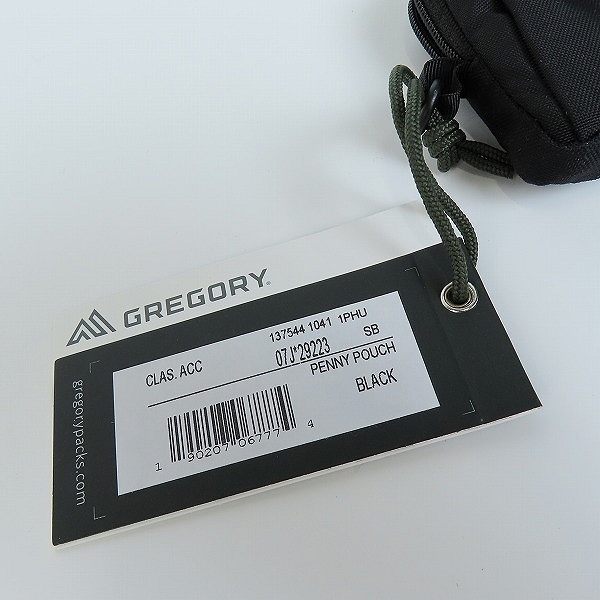 GREGORY®
137544 1041 1PHU
CLAS. ACC 07J*29223 SB
PENNY POUCH
BLACK
1 90207 06777 4
gregorypacks.com